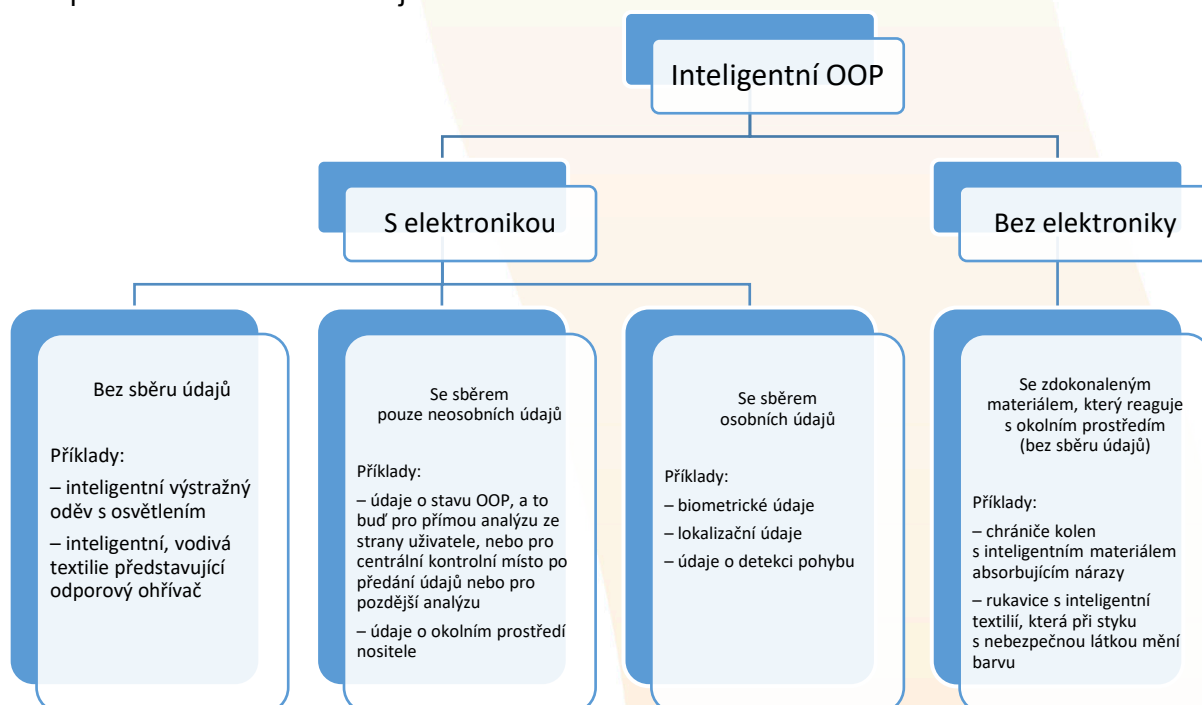 Inteligentní OOP
S elektronikou
Bez elektroniky
Bez sběru údajů
Příklady:
– inteligentní výstražný
oděv s osvětlením
– inteligentní, vodivá
textilie představující
odporový ohřívač
Se sběrem
pouze neosobních údajů
Příklady:
– údaje o stavu OOP, a to
buď pro přímou analýzu ze
strany uživatele, nebo pro
centrální kontrolní místo po
předání údajů nebo pro
pozdější analýzu
– údaje o okolním prostředí
nositele
Se sběrem
osobních údajů
Příklady:
– biometrické údaje
– lokalizační údaje
– údaje o detekci pohybu
Se zdokonaleným
materiálem, který reaguje
s okolním prostředím
(bez sběru údajů)
Příklady:
– chrániče kolen
s inteligentním materiálem
absorbujícím nárazy
– rukavice s inteligentní
textilií, která při styku
s nebezpečnou látkou mění
barvu